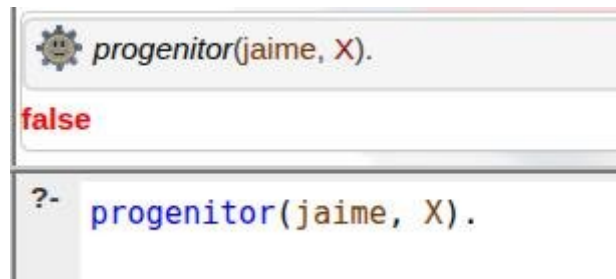 progenitor(jaime, X).
false
?- progenitor(jaime, X).